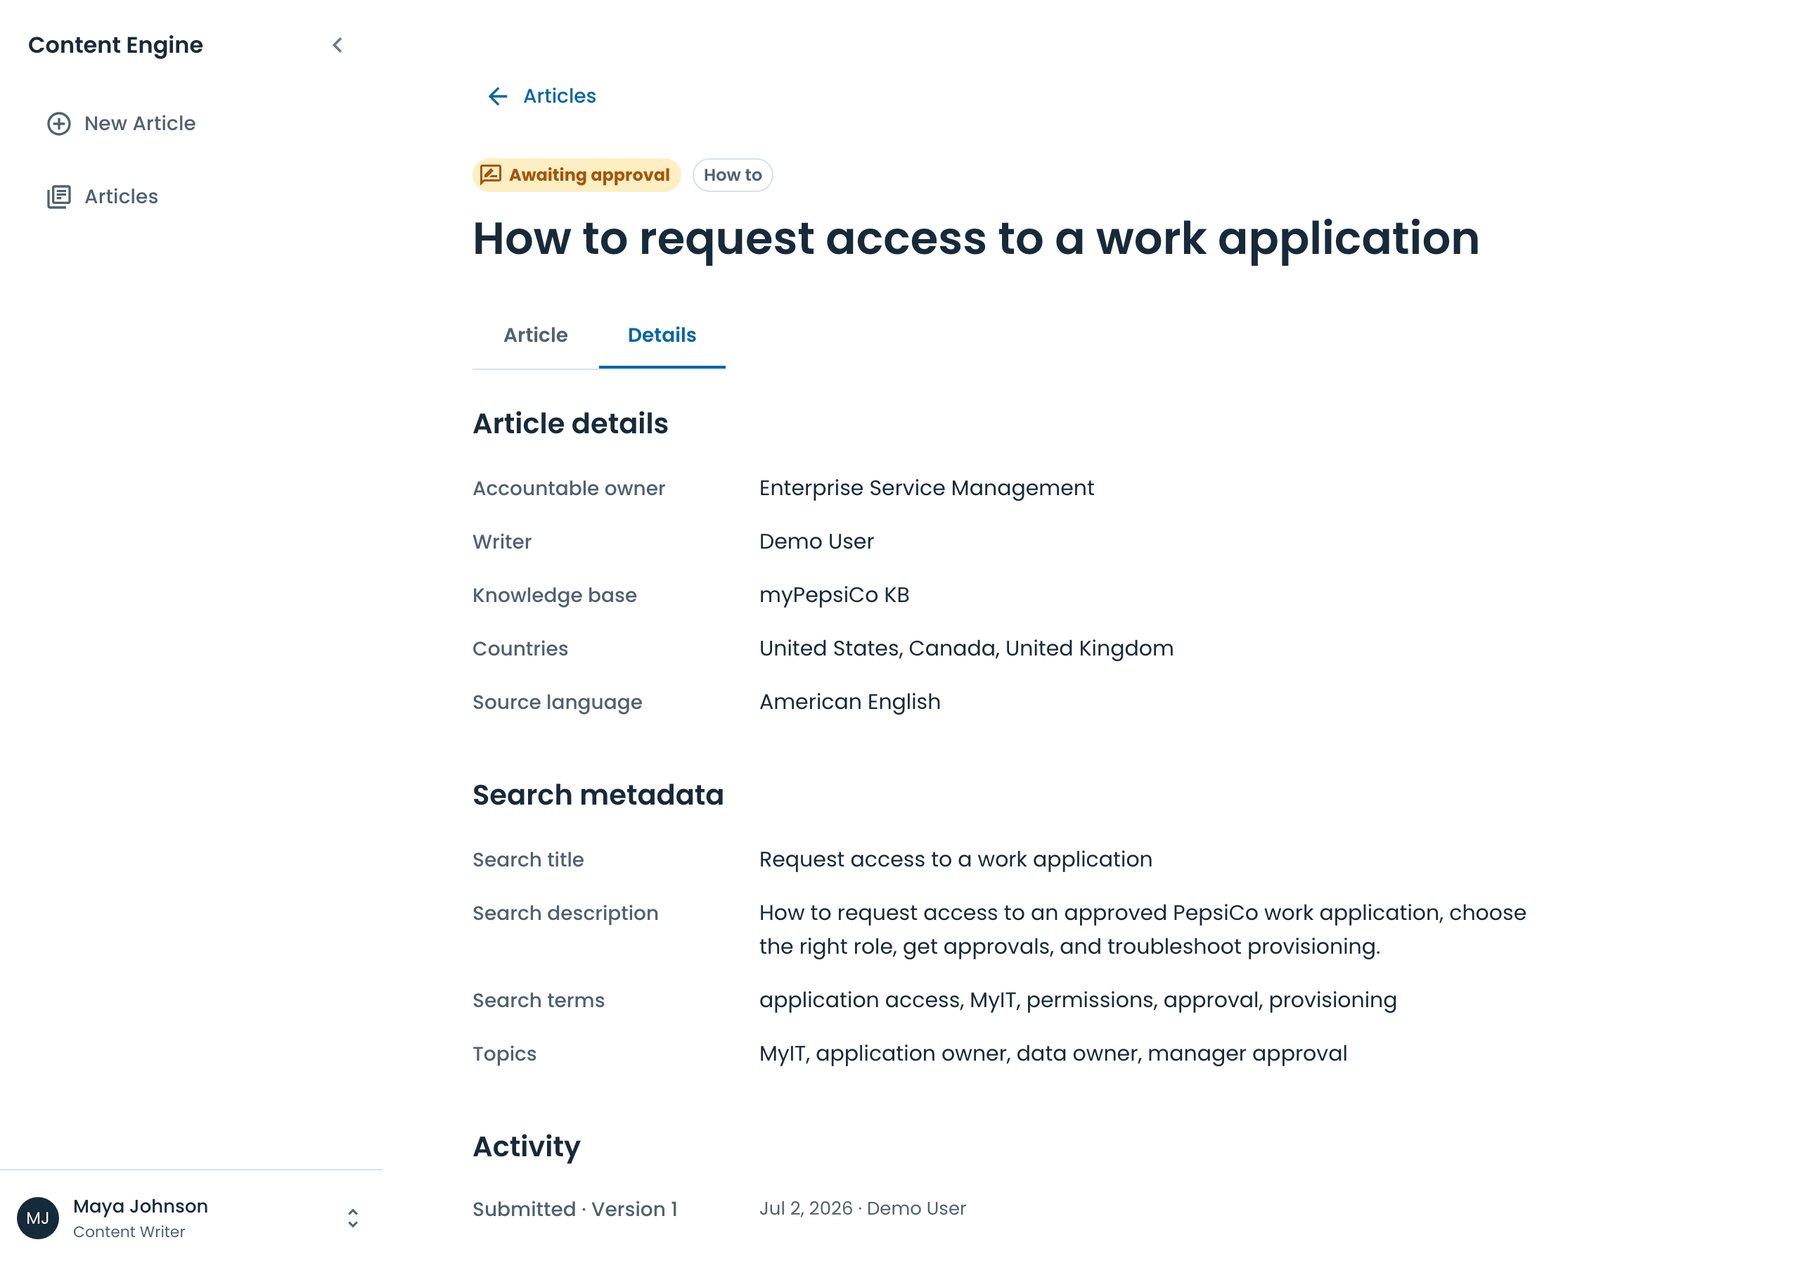 Content Engine
New Article
Articles
MJ
Maya Johnson
Content Writer
Articles
Awaiting approval
How to
How to request access to a work application
Article
Details
Article details
Accountable owner
Enterprise Service Management
Writer
Demo User
Knowledge base
myPepsiCo KB
Countries
United States, Canada, United Kingdom
Source language
American English
Search metadata
Search title
Request access to a work application
Search description
How to request access to an approved PepsiCo work application, choose
the right role, get approvals, and troubleshoot provisioning.
Search terms
application access, MyIT, permissions, approval, provisioning
Topics
MyIT, application owner, data owner, manager approval
Activity
Submitted · Version 1
Jul 2, 2026 · Demo User